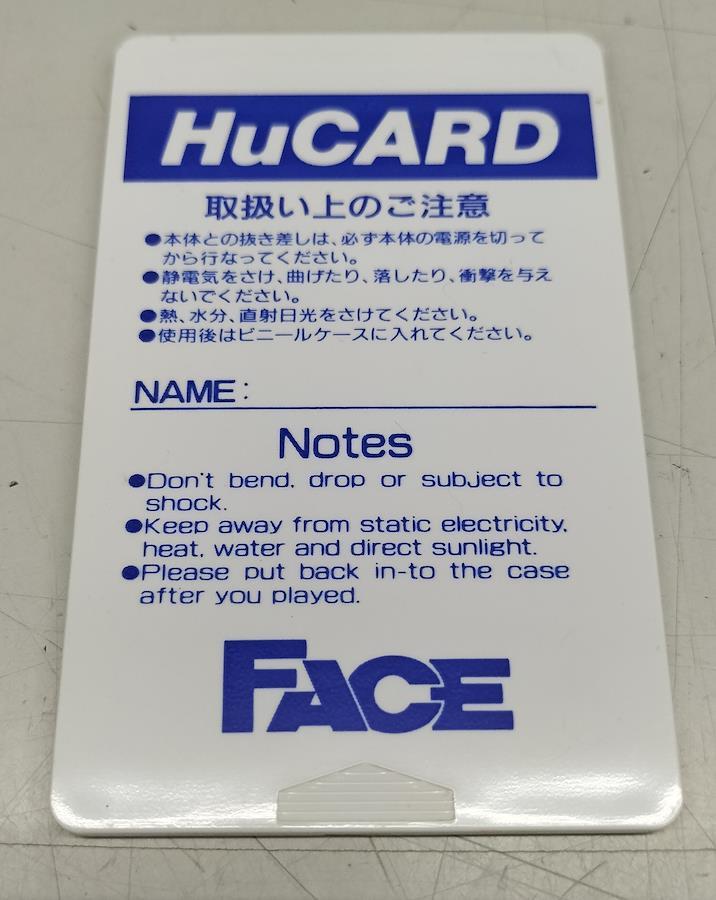 HuCARD
取扱い上のご注意
●本体との抜き差しは、必ず本体の電源を切って
から行なってください。
●静電気をさけ、曲げたり、落したり、衝撃を与え
ないでください。
●熱、水分、直射日光をさけてください。
●使用後はビニールケースに入れてください。
NAME:
Notes
●Don't bend, drop or subject to
shock.
●Keep away from static electricity,
heat, water and direct sunlight.
●Please put back in-to the case
after you played.
FACE